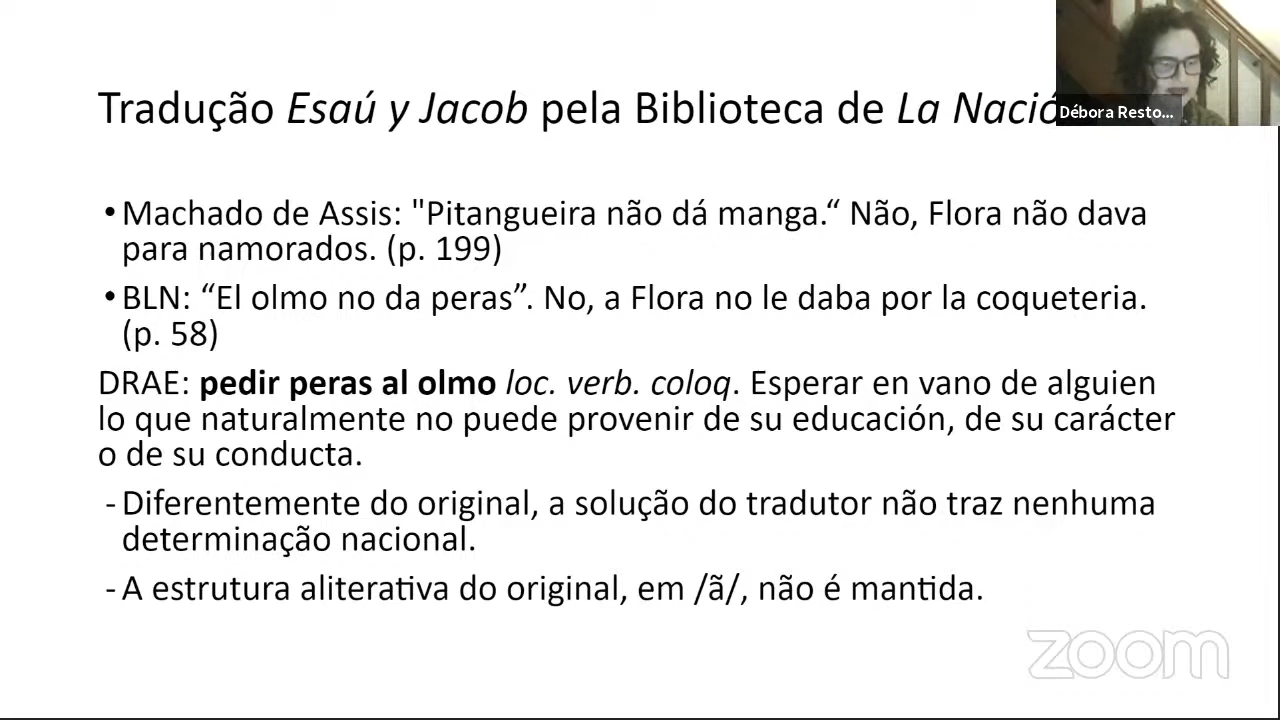 Tradução Esaú y Jacob pela Biblioteca de La Nació
Débora Resto...
• Machado de Assis: "Pitangueira não dá manga.“ Não, Flora não dava
para namorados. (p. 199)
• BLN: “El olmo no da peras”. No, a Flora no le daba por la coqueteria.
(p. 58)
DRAE: pedir peras al olmo loc. verb. coloq. Esperar en vano de alguien
lo que naturalmente no puede provenir de su educación, de su carácter
o de su conducta.
- Diferentemente do original, a solução do tradutor não traz nenhuma
determinação nacional.
- A estrutura aliterativa do original, em /ã/, não é mantida.
zoom